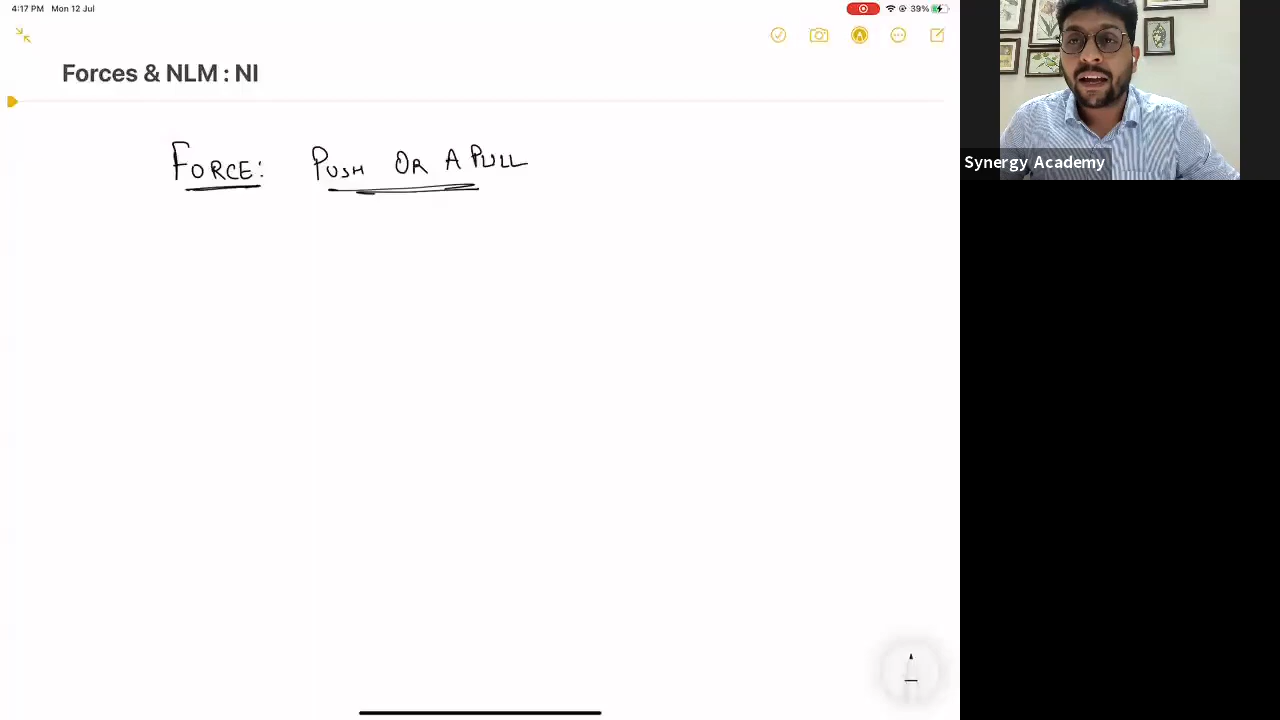 4:17 PM Mon 12 Jul
39%
Forces & NLM : NI
FORCE: PUSH OR A PULL
Synergy Academy